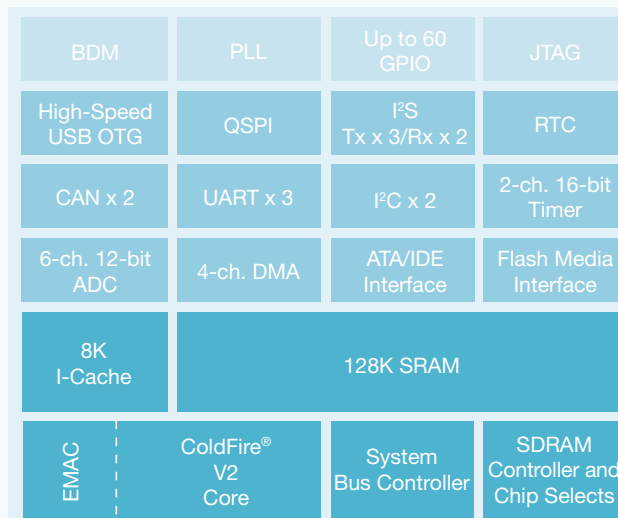 BDM
PLL
Up to 60
GPIO
JTAG
High-Speed
USB OTG
QSPI
I²S
Tx x 3/Rx x 2
RTC
CAN x 2
UART x 3
I²C x 2
2-ch. 16-bit
Timer
6-ch. 12-bit
ADC
4-ch. DMA
ATA/IDE
Interface
Flash Media
Interface
8K
I-Cache
128K SRAM
EMAC
ColdFire®
V2
Core
System
Bus Controller
SDRAM
Controller and
Chip Selects